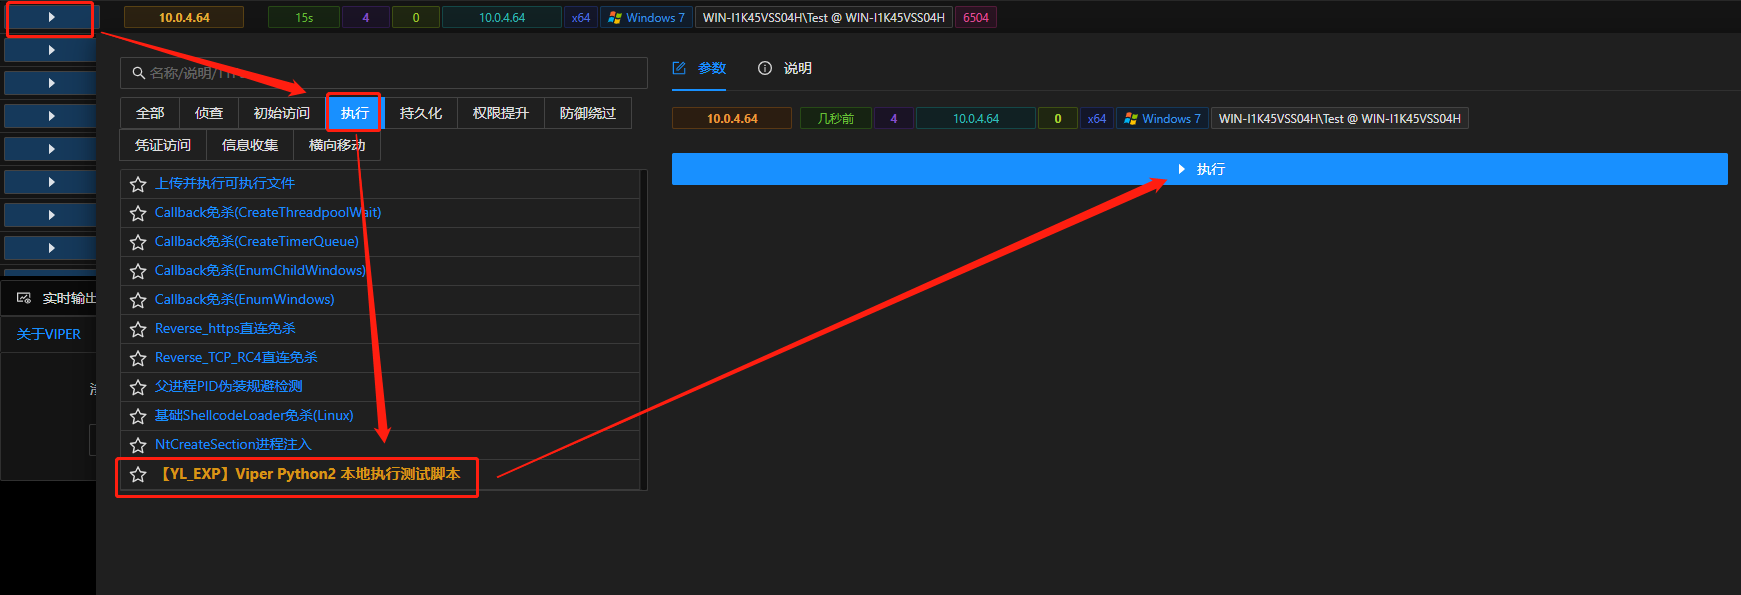 10.0.4.64 15s 4 0 10.0.4.64 x64 Windows 7 WIN-I1K45VSS04H\Test @ WIN-I1K45VSS04H 6504
名称/说明/
参数 说明
全部 侦查 初始访问 执行 持久化 权限提升 防御绕过
凭证访问 信息收集 横向移动
10.0.4.64 几秒前 4 10.0.4.64 0 x64 Windows 7 WIN-I1K45VSS04H\Test @ WIN-I1K45VSS04H
执行
上传并执行可执行文件
Callback免杀(CreateThreadpoolWait)
Callback免杀(CreateTimerQueue)
Callback免杀(EnumChildWindows)
Callback免杀(EnumWindows)
Reverse_https直连免杀
Reverse_TCP_RC4直连免杀
父进程PID伪装规避检测
基础ShellcodeLoader免杀(Linux)
NtCreateSection进程注入
【YL_EXP】Viper Python2 本地执行测试脚本
实时输出
关于VIPER